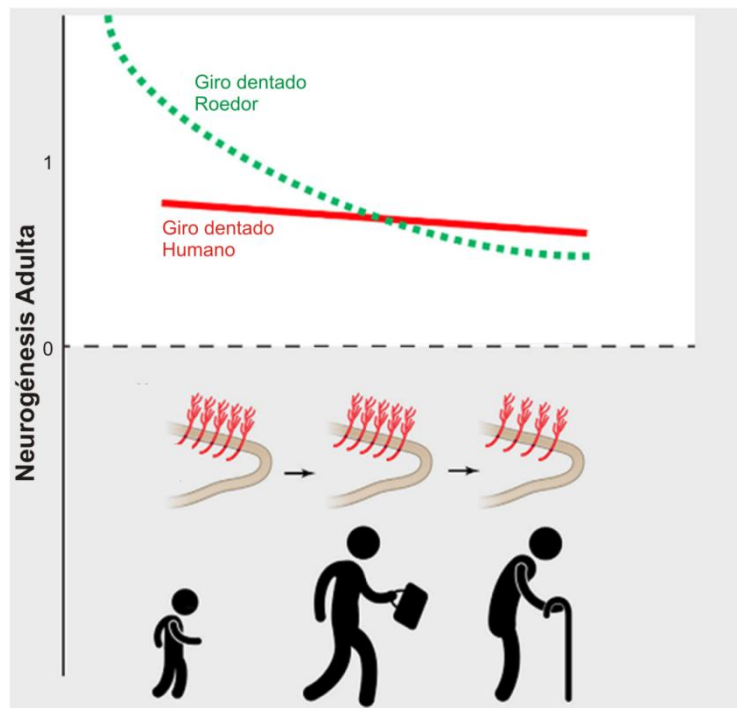 Giro dentado
Roedor
1
Giro dentado
Humano
0
Neurogénesis Adulta